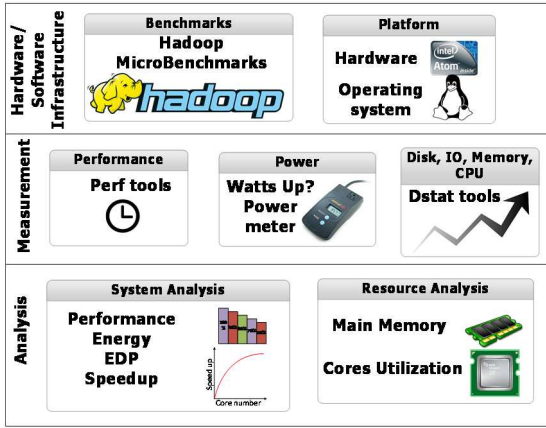 Hardware/
Software
Infrastructure
Benchmarks
Hadoop
MicroBenchmarks
hadoop
Platform
Hardware
intel
Atom
inside
Operating
system
Measurement
Performance
Perf tools
Power
Watts Up?
Power
meter
Disk, IO, Memory,
CPU
Dstat tools
Analysis
System Analysis
Performance
Energy
EDP
Speedup
Speed up
Core number
Resource Analysis
Main Memory
Cores Utilization